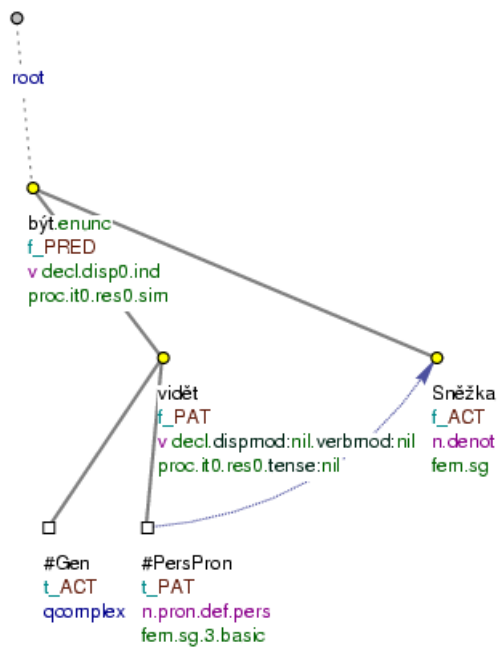 root
být.enunc
f_PRED
v decl.disp0.ind
proc.it0.res0.sim
vidět
f_PAT
v decl.dispmod:nil.verbmod:nil
proc.it0.res0.tense:nil
Sněžka
f_ACT
n.denot
fem.sg
#Gen
t_ACT
qcomplex
#PersPron
t_PAT
n.pron.def.pers
fem.sg.3.basic